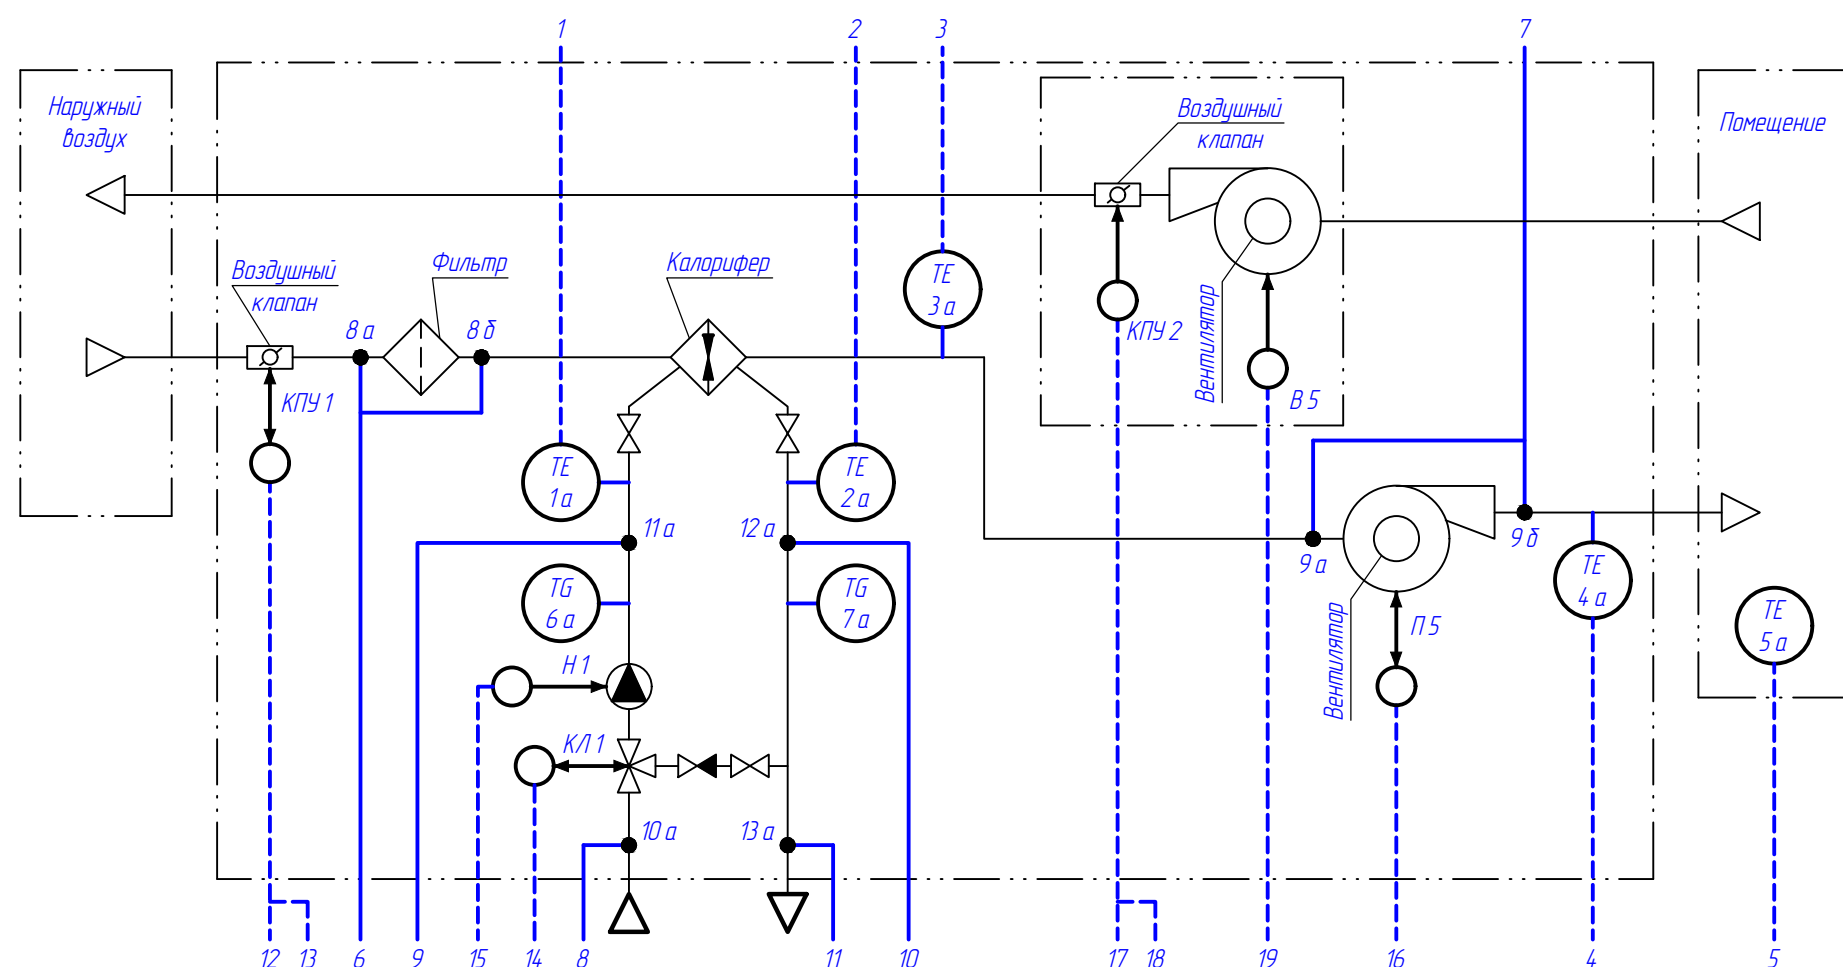 1
2
3
7
Наружный
воздух
Воздушный
клапан
Помещение
Воздушный
клапан
Фильтр
Калорифер
TE
3 а
8 а
8 б
КПУ 2
Вентилятор
КПУ 1
В 5
TE
1 а
TE
2 а
11 а
12 а
9 а
9 б
TG
6 а
TG
7 а
TE
4 а
TE
5 а
П 5
Вентилятор
Н 1
КЛ 1
10 а
13 а
12
13
6
9
15
14
8
11
10
17
18
19
16
4
5